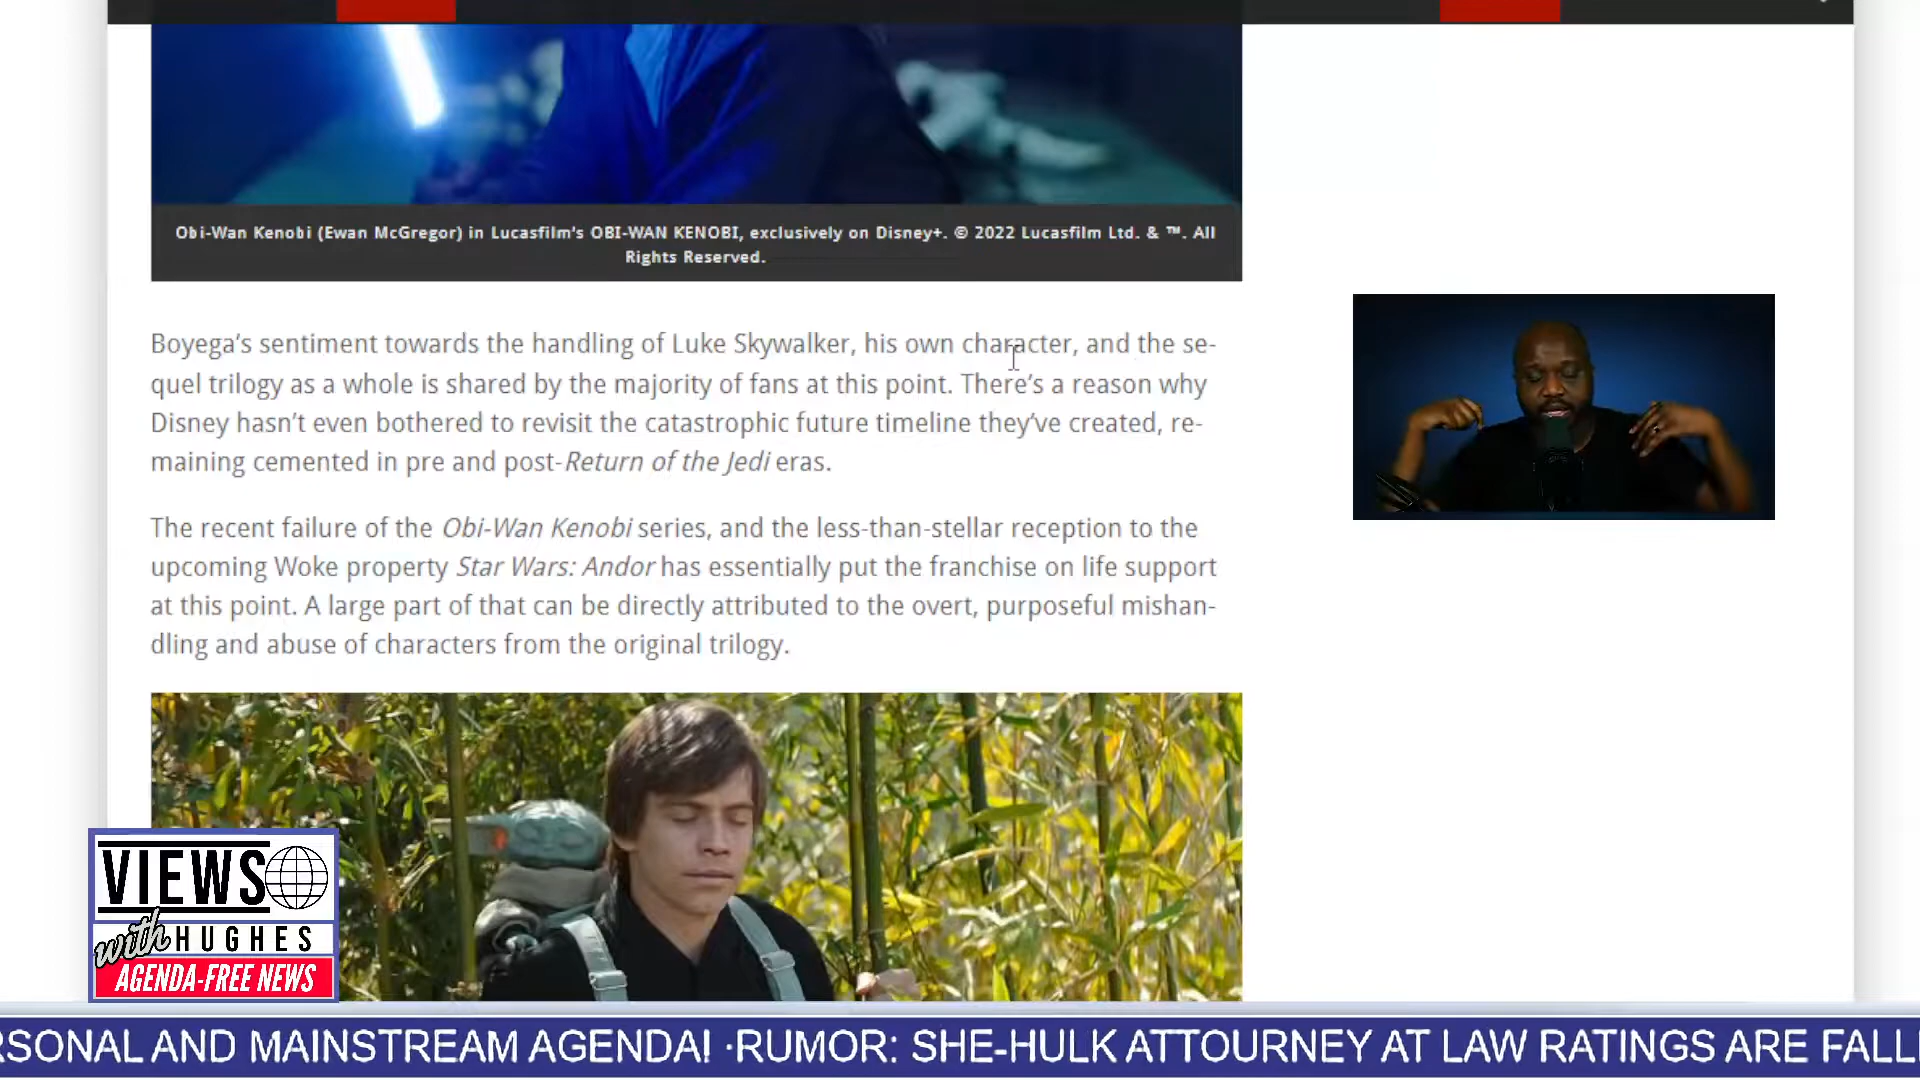 Obi-Wan Kenobi (Ewan McGregor) in Lucasfilm's OBI-WAN KENOBI, exclusively on Disney+. © 2022 Lucasfilm Ltd. & ™. All
Rights Reserved.
Boyega's sentiment towards the handling of Luke Skywalker, his own character, and the se-
quel trilogy as a whole is shared by the majority of fans at this point. There's a reason why
Disney hasn't even bothered to revisit the catastrophic future timeline they've created, re-
maining cemented in pre and post-Return of the Jedi eras.
The recent failure of the Obi-Wan Kenobi series, and the less-than-stellar reception to the
upcoming Woke property Star Wars: Andor has essentially put the franchise on life support
at this point. A large part of that can be directly attributed to the overt, purposeful mishan-
dling and abuse of characters from the original trilogy.
VIEWS
with HUGHES
AGENDA-FREE NEWS
RSONAL AND MAINSTREAM AGENDA! ·RUMOR: SHE-HULK ATTOURNEY AT LAW RATINGS ARE FALLI